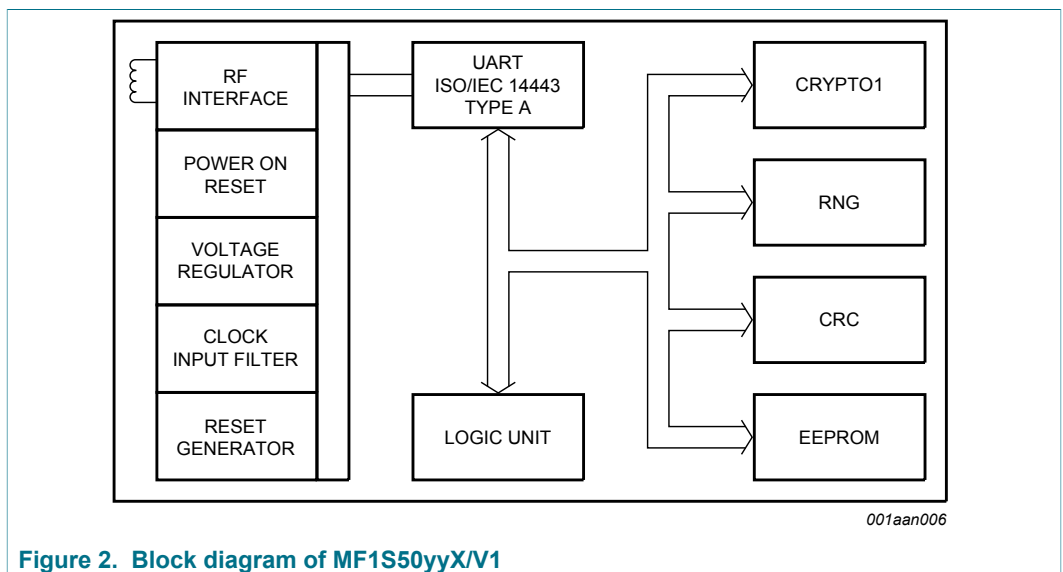 RF
INTERFACE
POWER ON
RESET
VOLTAGE
REGULATOR
CLOCK
INPUT FILTER
RESET
GENERATOR
UART
ISO/IEC 14443
TYPE A
LOGIC UNIT
CRYPTO1
RNG
CRC
EEPROM
001aan006
Figure 2. Block diagram of MF1S50yyX/V1